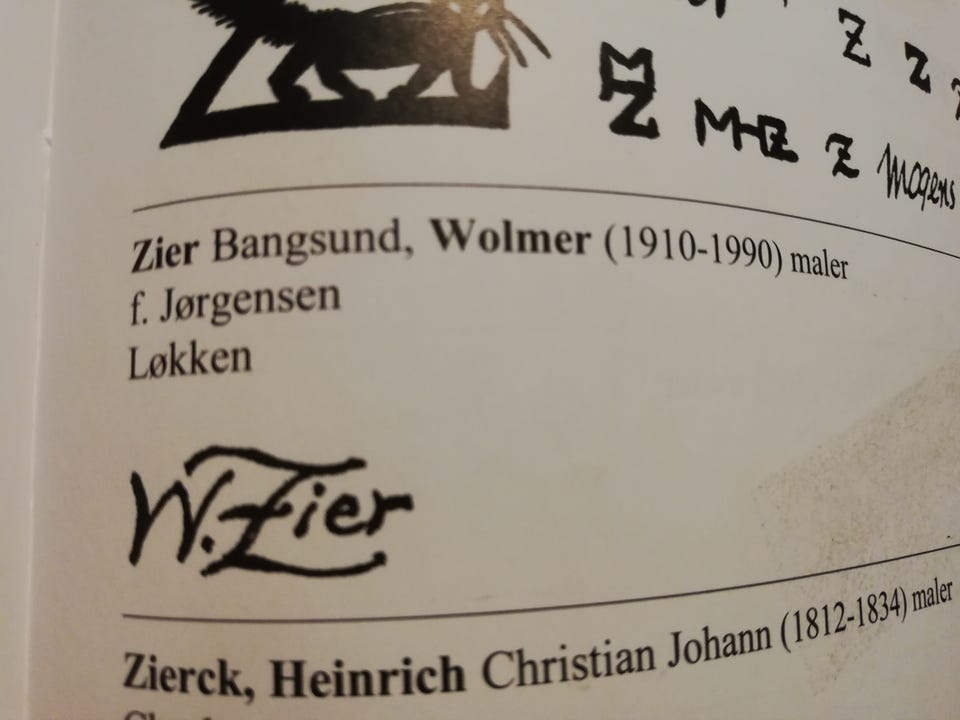 Z Z
MZ MHZ Z Mogens
Zier Bangsund, Wolmer (1910-1990) maler
f. Jørgensen
Løkken
W. Zier
Zierck, Heinrich Christian Johann (1812-1834) maler